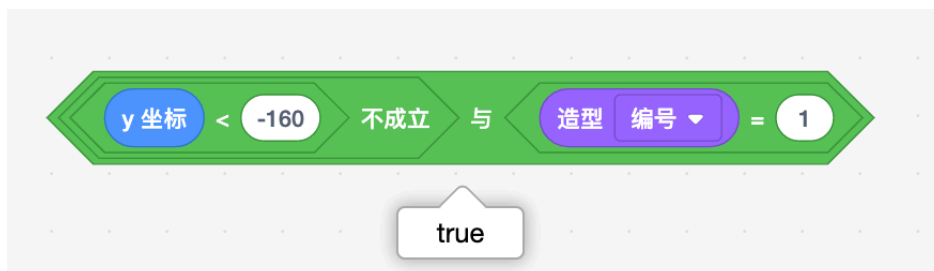 y 坐标 < -160 不成立 与 造型 编号 = 1
true